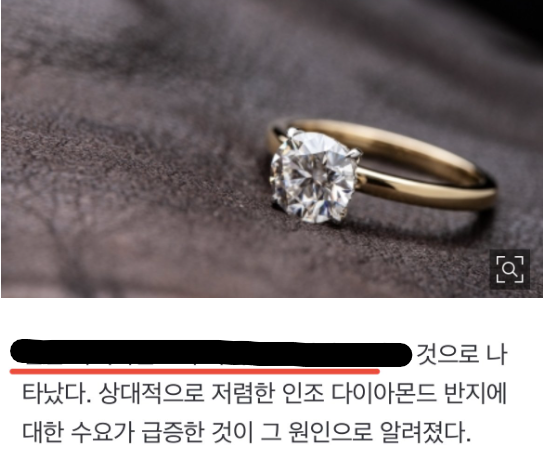 것으로 나
타났다. 상대적으로 저렴한 인조 다이아몬드 반지에
대한 수요가 급증한 것이 그 원인으로 알려졌다.